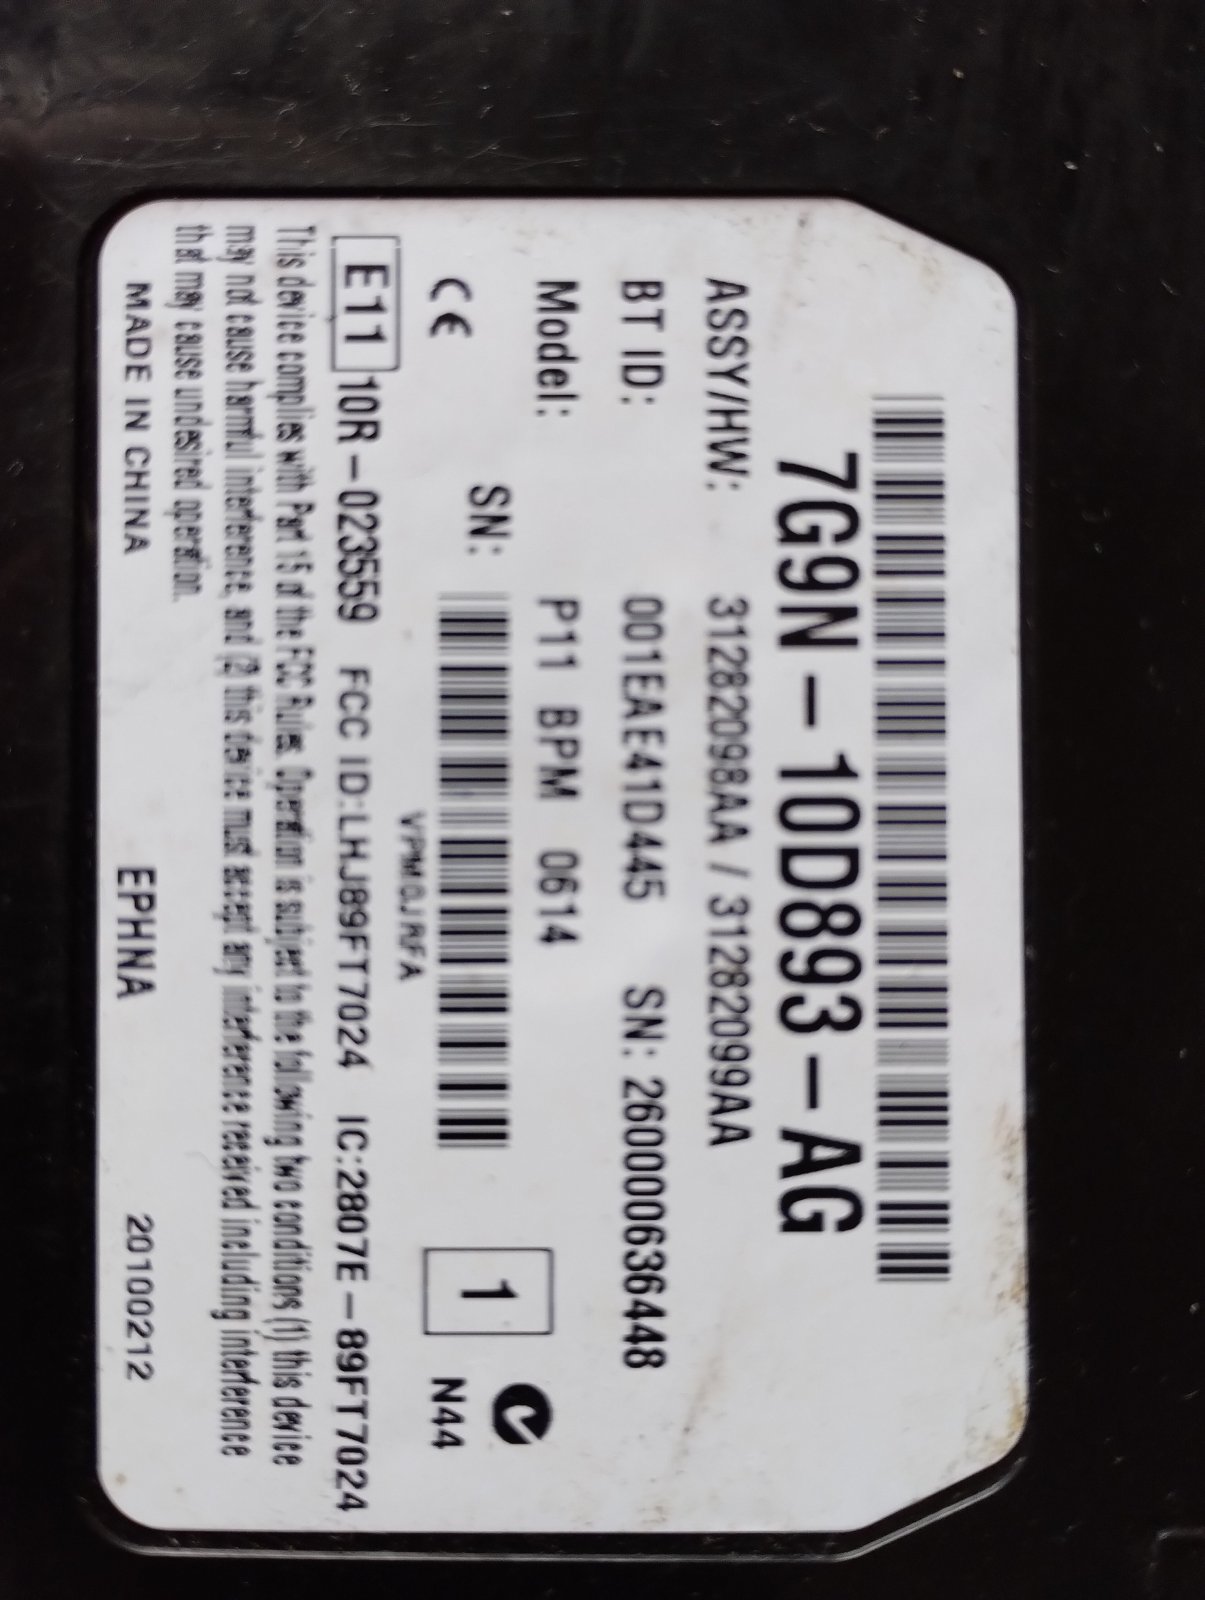 7G9N-10D893-AG
ASSY/HW: 31282098AA / 31282099AA
BT ID: 001EAE41D445 SN: 260000636448
Model: P11 BPM 0614
SN:
1
N44
CE
VPM0JRFA
E11 10R-023559 FCC ID:LHJ89FT7024 IC:2807E-89FT7024
This device complies with Part 15 of the FCC Rules. Operation is subject to the following two conditions (1) this device
may not cause harmful interference, and (2) this device must accept any interference received including interference
that may cause undesired operation.
MADE IN CHINA EPHNA 20100212